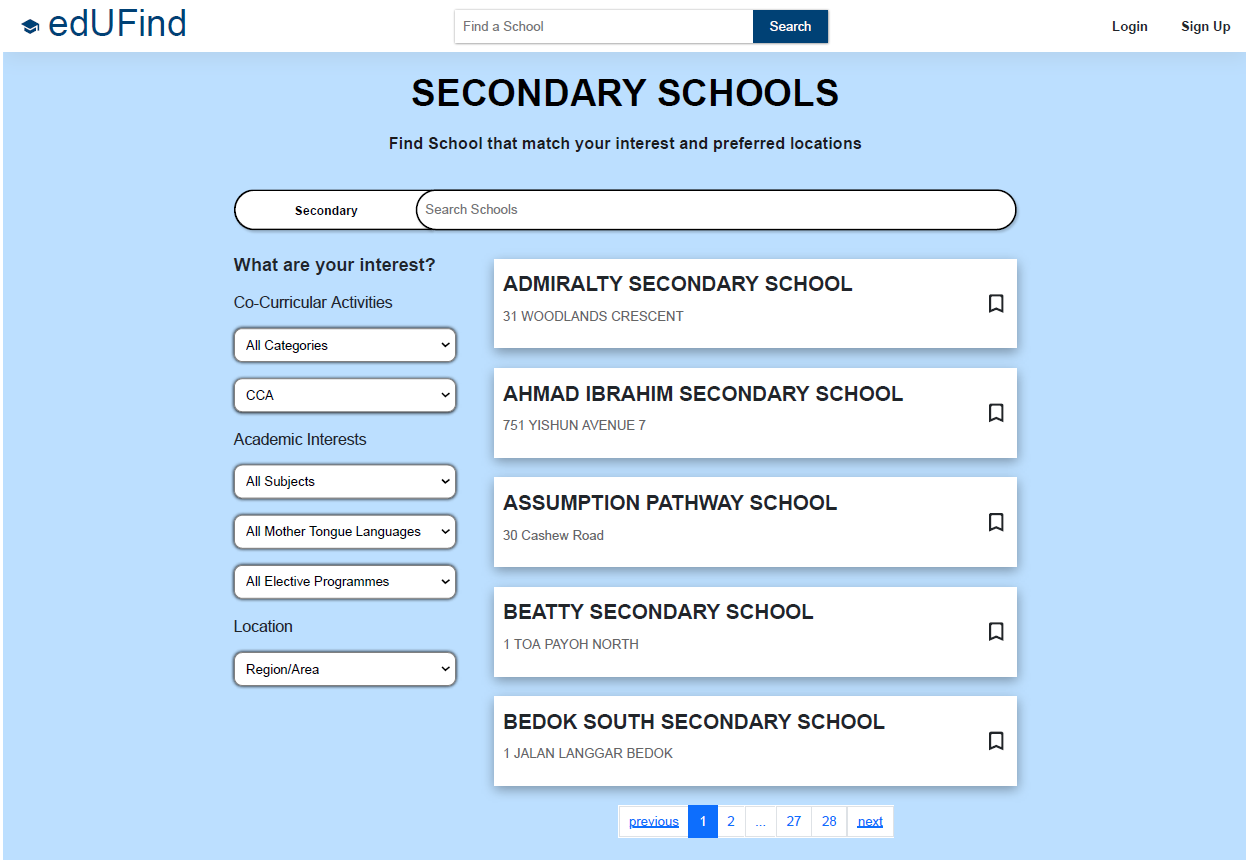 edUFind
Find a School
Search
Login
Sign Up
SECONDARY SCHOOLS
Find School that match your interest and preferred locations
Secondary
Search Schools
What are your interest?
Co-Curricular Activities
All Categories
CCA
Academic Interests
All Subjects
All Mother Tongue Languages
All Elective Programmes
Location
Region/Area
ADMIRALTY SECONDARY SCHOOL
31 WOODLANDS CRESCENT
AHMAD IBRAHIM SECONDARY SCHOOL
751 YISHUN AVENUE 7
ASSUMPTION PATHWAY SCHOOL
30 Cashew Road
BEATTY SECONDARY SCHOOL
1 TOA PAYOH NORTH
BEDOK SOUTH SECONDARY SCHOOL
1 JALAN LANGGAR BEDOK
previous 1 2 ... 27 28 next